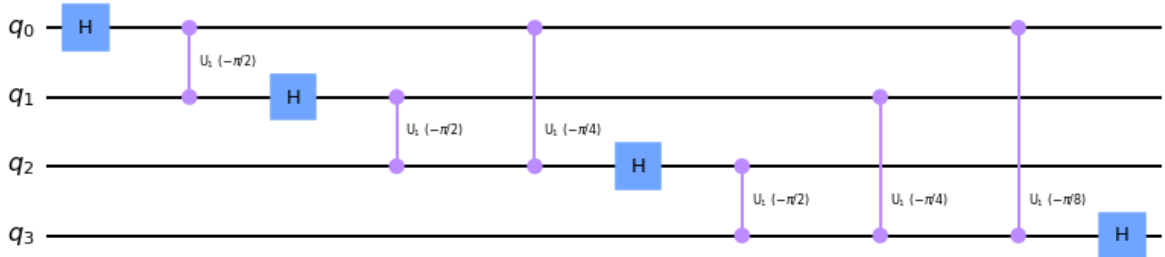 q₀ H
U₁ (−π/2)
q₁ H
U₁ (−π/2) U₁ (−π/4)
q₂ H
U₁ (−π/2) U₁ (−π/4) U₁ (−π/8)
q₃ H